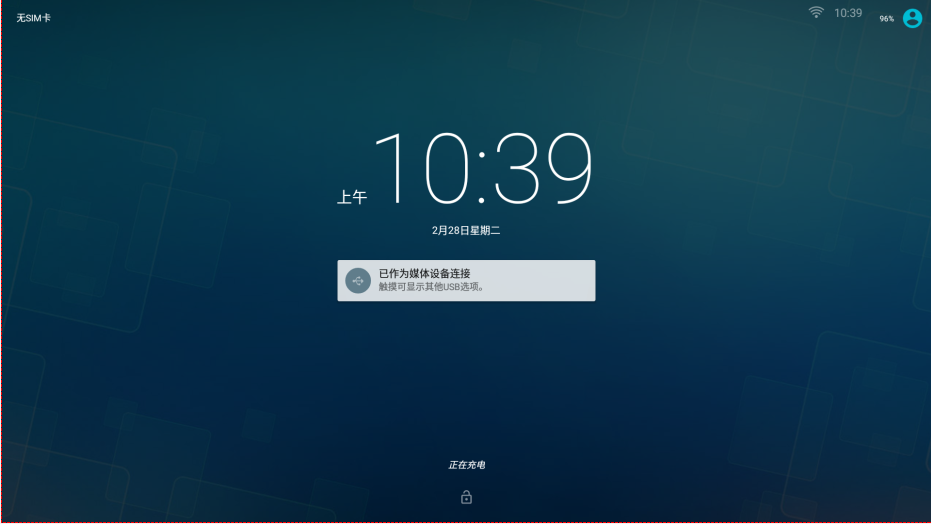 无SIM卡
10:39
96%
上午 10:39
2月28日星期二
已作为媒体设备连接
触摸可显示其他USB选项。
正在充电